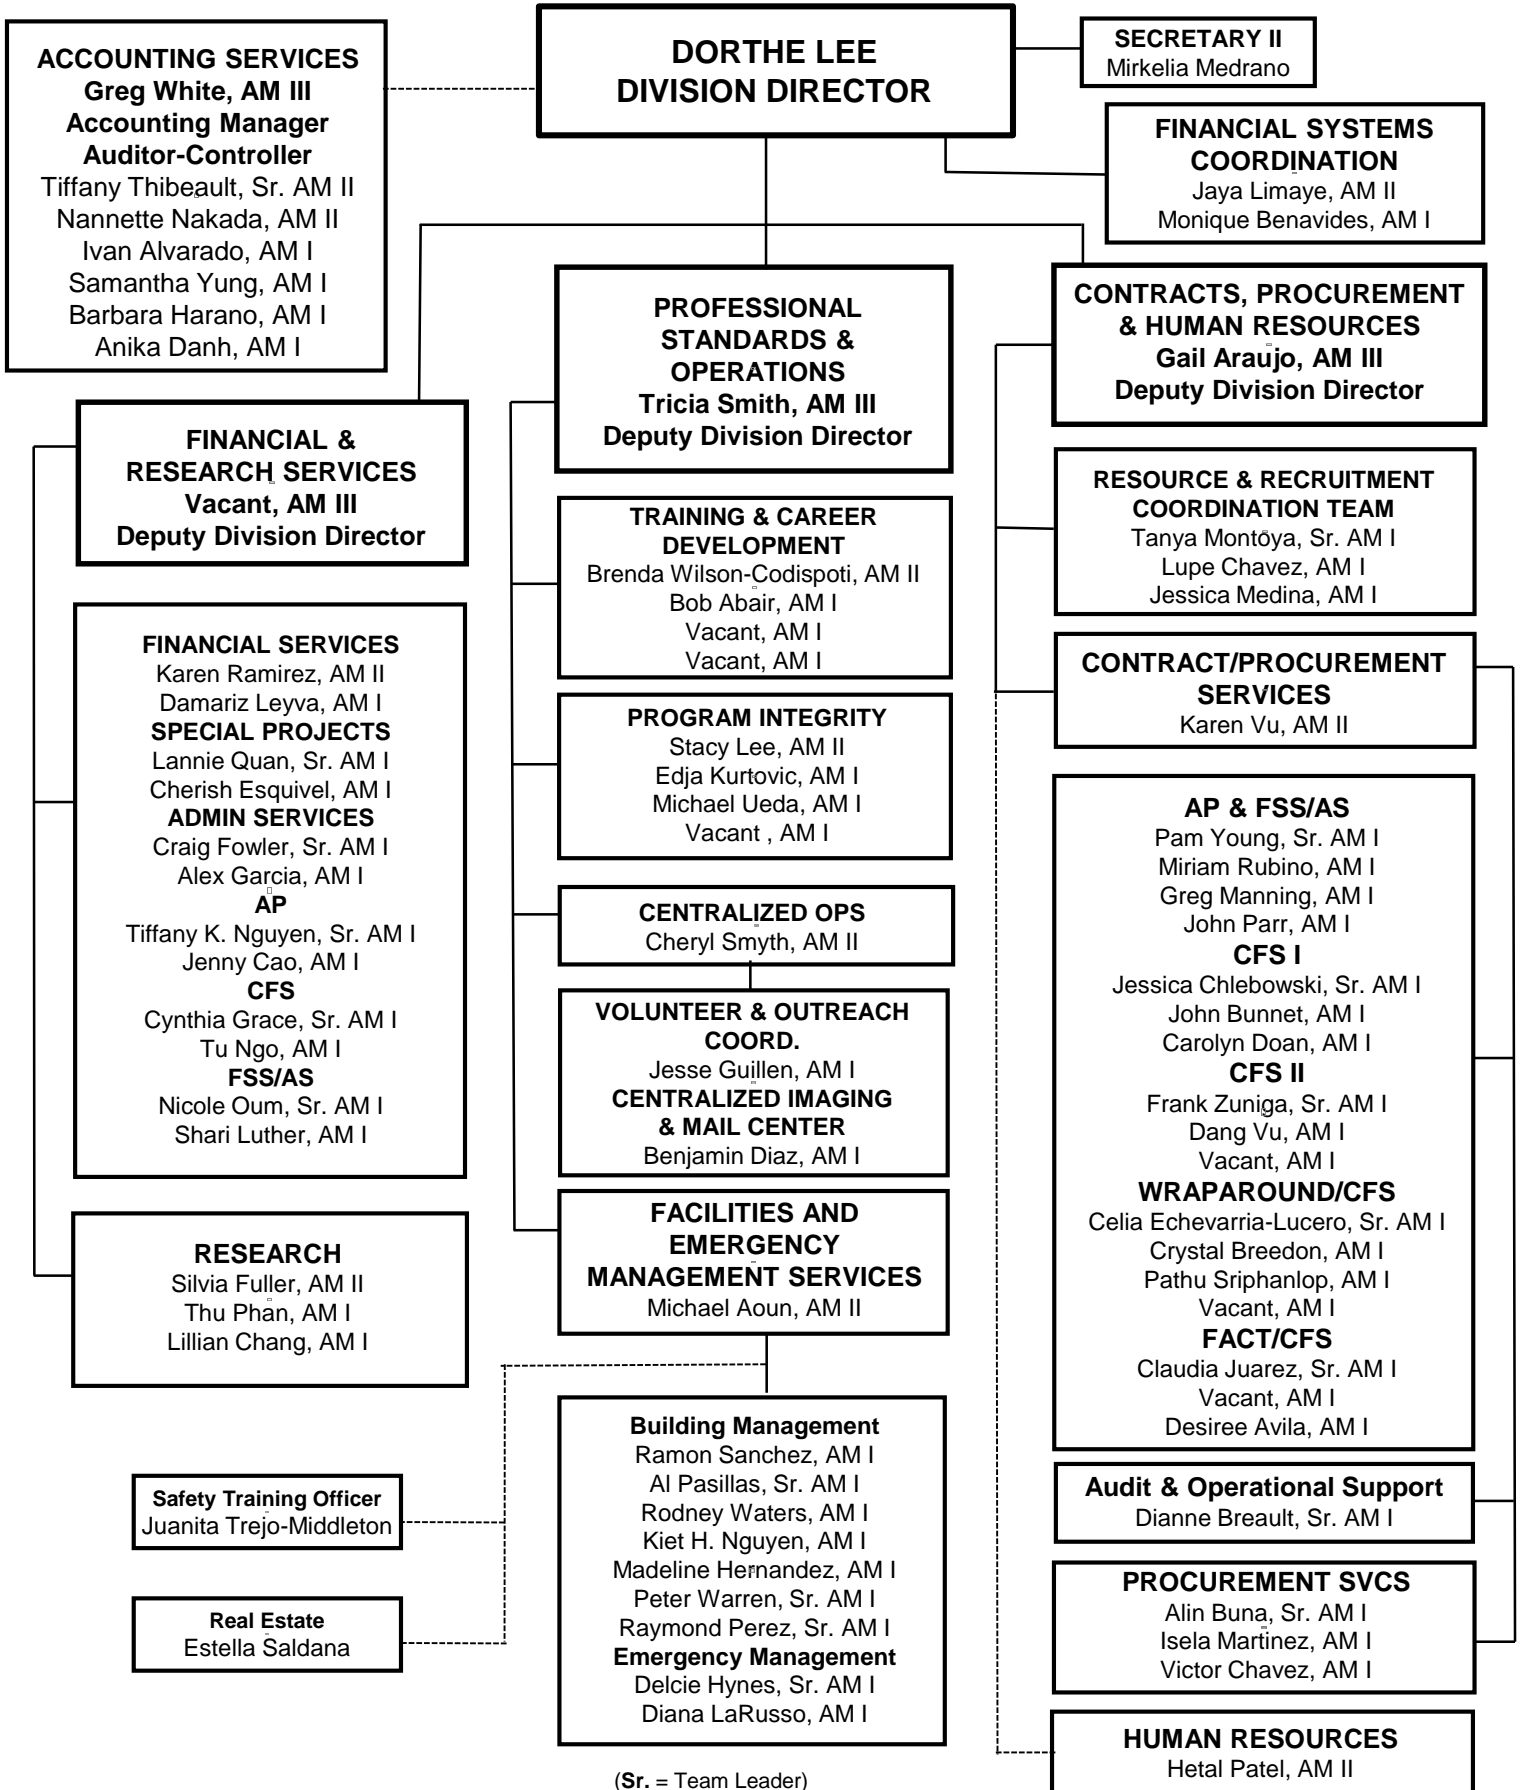 DORTHE LEE
DIVISION DIRECTOR
SECRETARY II
Mirkelia Medrano
ACCOUNTING SERVICES
Greg White, AM III
Accounting Manager
Auditor-Controller
Tiffany Thibeault, Sr. AM II
Nannette Nakada, AM II
Ivan Alvarado, AM I
Samantha Yung, AM I
Barbara Harano, AM I
Anika Danh, AM I
FINANCIAL SYSTEMS
COORDINATION
Jaya Limaye, AM II
Monique Benavides, AM I
FINANCIAL &
RESEARCH SERVICES
Vacant, AM III
Deputy Division Director
FINANCIAL SERVICES
Karen Ramirez, AM II
Damariz Leyva, AM I
SPECIAL PROJECTS
Lannie Quan, Sr. AM I
Cherish Esquivel, AM I
ADMIN SERVICES
Craig Fowler, Sr. AM I
Alex Garcia, AM I
AP
Tiffany K. Nguyen, Sr. AM I
Jenny Cao, AM I
CFS
Cynthia Grace, Sr. AM I
Tu Ngo, AM I
FSS/AS
Nicole Oum, Sr. AM I
Shari Luther, AM I
RESEARCH
Silvia Fuller, AM II
Thu Phan, AM I
Lillian Chang, AM I
Safety Training Officer
Juanita Trejo-Middleton
Real Estate
Estella Saldana
PROFESSIONAL
STANDARDS &
OPERATIONS
Tricia Smith, AM III
Deputy Division Director
TRAINING & CAREER
DEVELOPMENT
Brenda Wilson-Codispoti, AM II
Bob Abair, AM I
Vacant, AM I
Vacant, AM I
PROGRAM INTEGRITY
Stacy Lee, AM II
Edja Kurtovic, AM I
Michael Ueda, AM I
Vacant , AM I
CENTRALIZED OPS
Cheryl Smyth, AM II
VOLUNTEER & OUTREACH
COORD.
Jesse Guillen, AM I
CENTRALIZED IMAGING
& MAIL CENTER
Benjamin Diaz, AM I
FACILITIES AND
EMERGENCY
MANAGEMENT SERVICES
Michael Aoun, AM II
Building Management
Ramon Sanchez, AM I
Al Pasillas, Sr. AM I
Rodney Waters, AM I
Kiet H. Nguyen, AM I
Madeline Hernandez, AM I
Peter Warren, Sr. AM I
Raymond Perez, Sr. AM I
Emergency Management
Delcie Hynes, Sr. AM I
Diana LaRusso, AM I
(Sr. = Team Leader)
CONTRACTS, PROCUREMENT
& HUMAN RESOURCES
Gail Araujo, AM III
Deputy Division Director
RESOURCE & RECRUITMENT
COORDINATION TEAM
Tanya Montoya, Sr. AM I
Lupe Chavez, AM I
Jessica Medina, AM I
CONTRACT/PROCUREMENT
SERVICES
Karen Vu, AM II
AP & FSS/AS
Pam Young, Sr. AM I
Miriam Rubino, AM I
Greg Manning, AM I
John Parr, AM I
CFS I
Jessica Chlebowski, Sr. AM I
John Bunnet, AM I
Carolyn Doan, AM I
CFS II
Frank Zuniga, Sr. AM I
Dang Vu, AM I
Vacant, AM I
WRAPAROUND/CFS
Celia Echevarria-Lucero, Sr. AM I
Crystal Breedon, AM I
Pathu Sriphanlop, AM I
Vacant, AM I
FACT/CFS
Claudia Juarez, Sr. AM I
Vacant, AM I
Desiree Avila, AM I
Audit & Operational Support
Dianne Breault, Sr. AM I
PROCUREMENT SVCS
Alin Buna, Sr. AM I
Isela Martinez, AM I
Victor Chavez, AM I
HUMAN RESOURCES
Hetal Patel, AM II